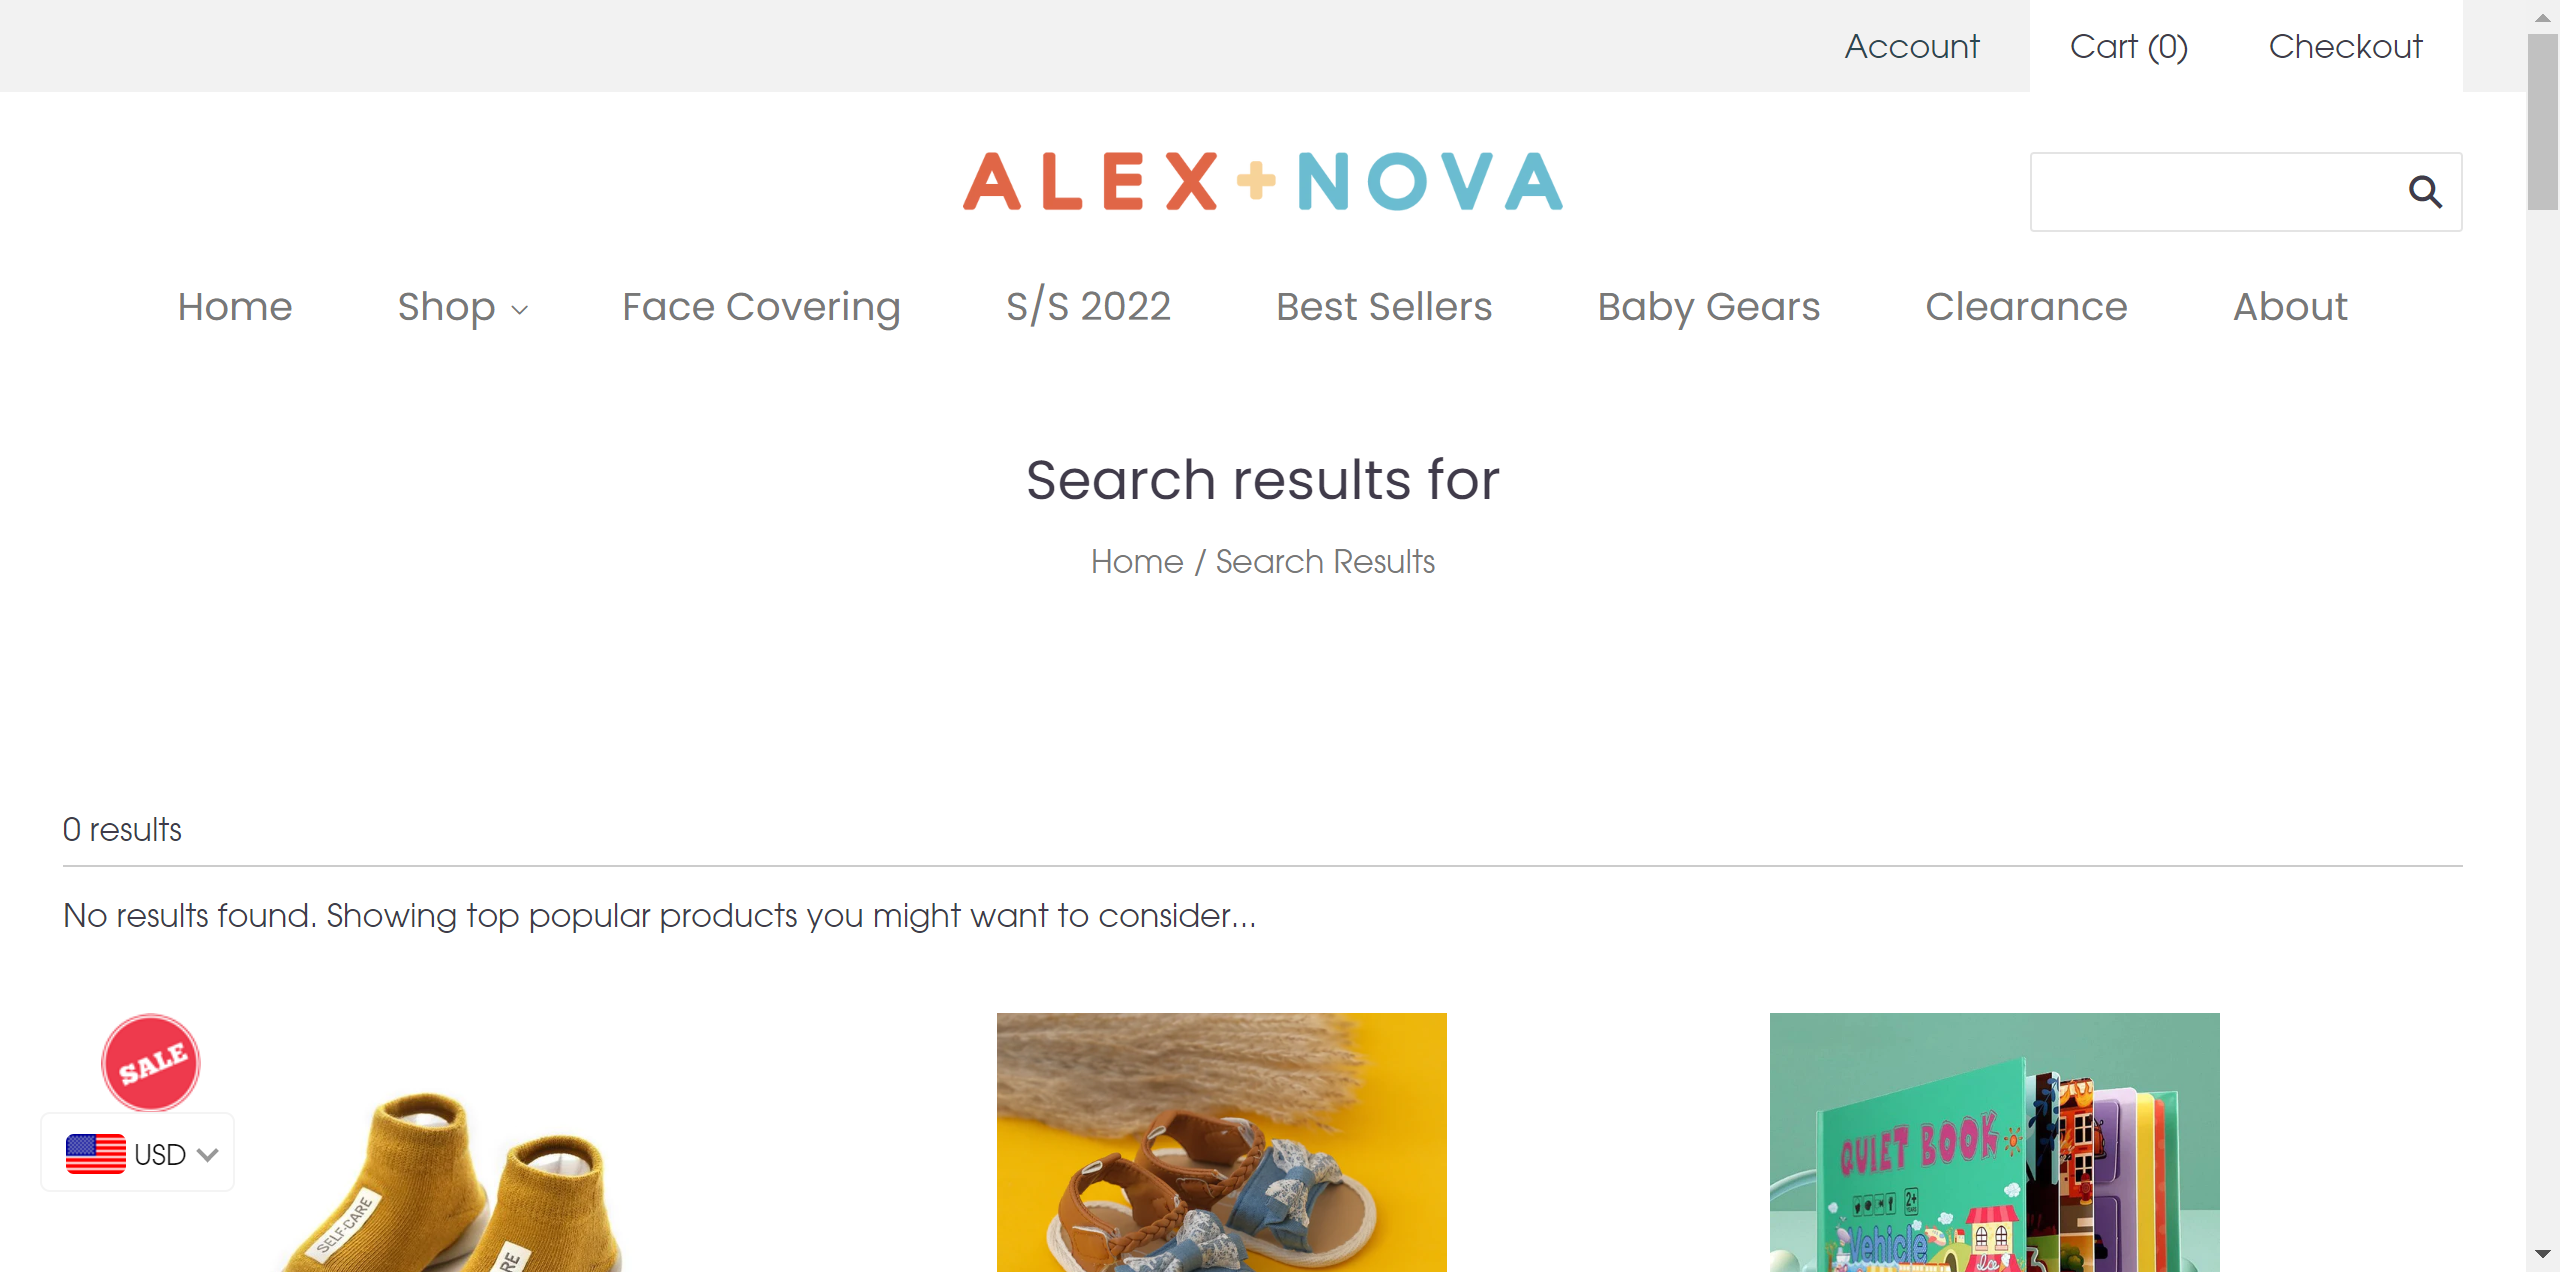 Account
Cart (0)
Checkout
ALEX+NOVA
Home
Shop
Face Covering
S/S 2022
Best Sellers
Baby Gears
Clearance
About
Search results for
Home / Search Results
0 results
No results found. Showing top popular products you might want to consider...
SALE
USD
SELF-CARE
RE
QUIET BOOK
2+
YEARS
Vehicle
Ice